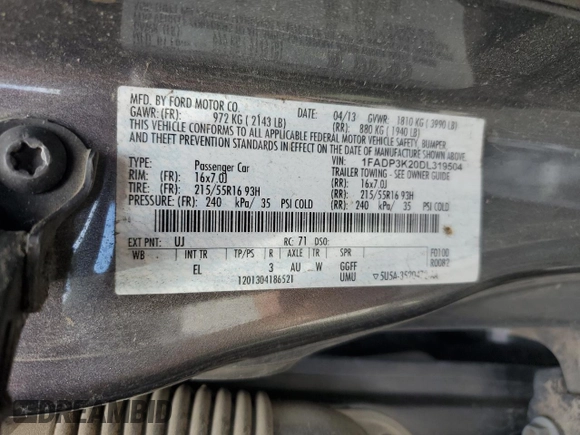 MFD. BY FORD MOTOR CO.
04/13 GVWR: 1810 KG ( 3990 LB)
GAWR: (FR): 972 KG ( 2143 LB) (RR): 880 KG ( 1940 LB)
THIS VEHICLE CONFORMS TO ALL APPLICABLE FEDERAL MOTOR VEHICLE SAFETY, BUMPER,
AND THEFT PREVENTION STANDARDS IN EFFECT ON THE DATE OF MANUFACTURE SHOWN ABOVE.
VIN: 1FADP3K20DL319504
TYPE: Passenger Car TRAILER TOWING - SEE OWNER GUIDE
RIM: (FR) 16x7.0J (RR) 16x7.0J
TIRE: (FR) 215/55R16 93H (RR) 215/55R16 93H
PRESSURE: (FR) 240 kPa/ 35 PSI COLD (RR) 240 kPa/ 35 PSI COLD
EXT PNT: UJ RC: 71 DSO: F0100
WB INT TR TP/PS R AXLE TR SPR R0082
EL 3 AU W GGFF
1201304186521 UMU
DREAMBID